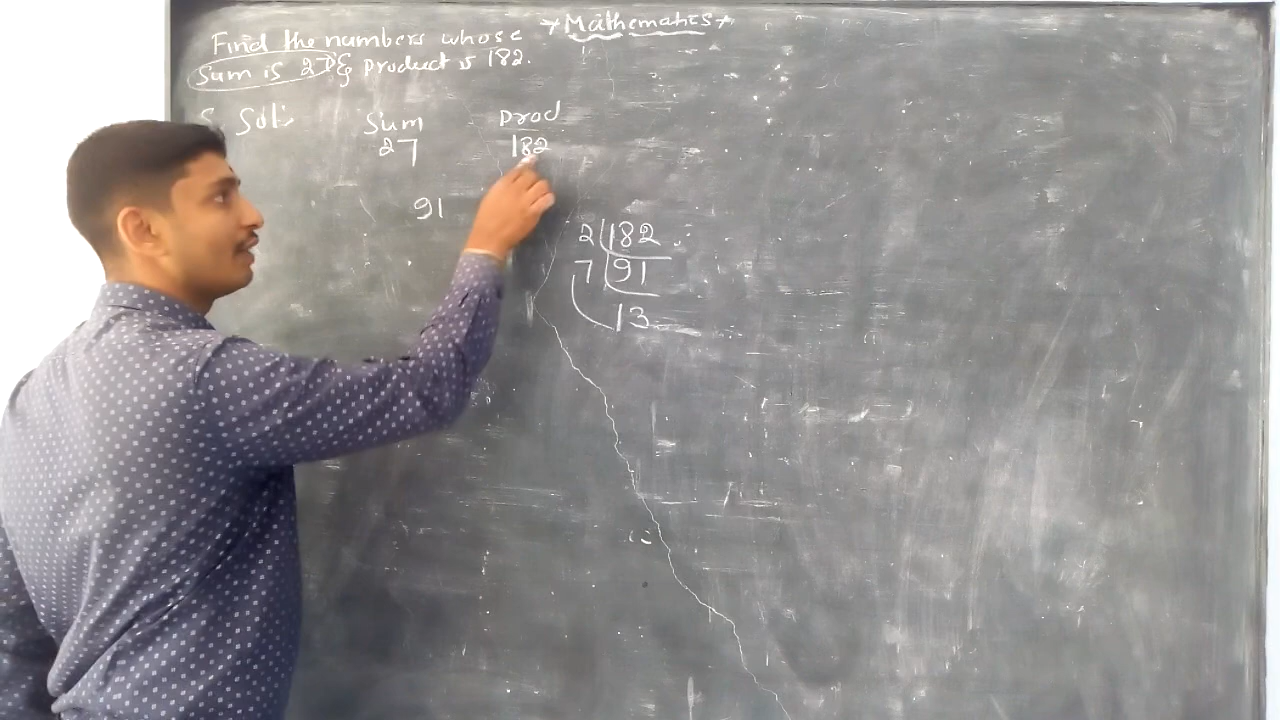 Mathematics
Find the numbers whose
Sum is 27 & product is 182.
Sol:
Sum Prod
27 182
91
2 182
7 91
13